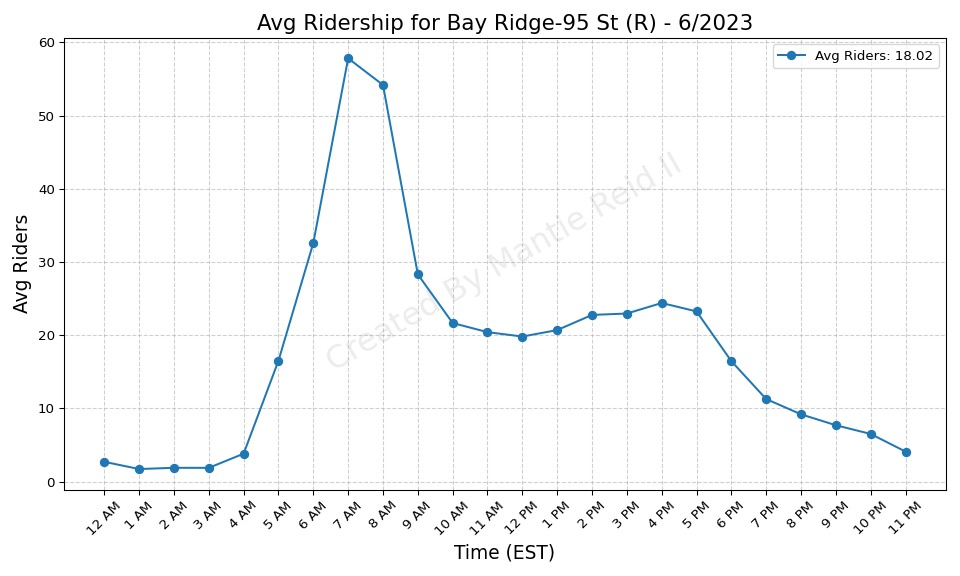 Avg Ridership for Bay Ridge-95 St (R) - 6/2023
Avg Riders: 18.02
60
50
40
30
20
10
0
Avg Riders
Created By Mantie Reid II
12 AM
1 AM
2 AM
3 AM
4 AM
5 AM
6 AM
7 AM
8 AM
9 AM
10 AM
11 AM
12 PM
1 PM
2 PM
3 PM
4 PM
5 PM
6 PM
7 PM
8 PM
9 PM
10 PM
11 PM
Time (EST)